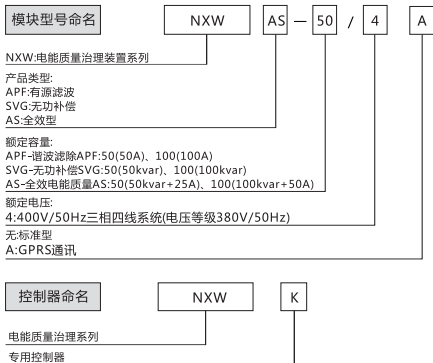 模块型号命名 NXW AS — 50 / 4 A
NXW:电能质量治理装置系列
产品类型:
APF:有源滤波
SVG:无功补偿
AS:全效型
额定容量:
APF-谐波滤除APF:50(50A)、100(100A)
SVG-无功补偿SVG:50(50kvar)、100(100kvar)
AS-全效电能质量AS:50(50kvar+25A)、100(100kvar+50A)
额定电压:
4:400V/50Hz三相四线系统(电压等级380V/50Hz)
无:标准型
A:GPRS通讯
控制器命名 NXW K
电能质量治理系列
专用控制器